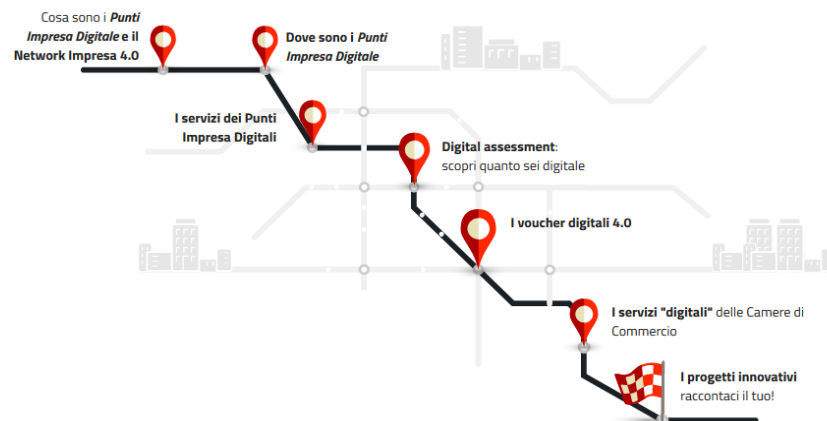 Cosa sono i Punti
Impresa Digitale e il
Network Impresa 4.0
Dove sono i Punti
Impresa Digitale
I servizi dei Punti
Impresa Digitali
Digital assessment:
scopri quanto sei digitale
I voucher digitali 4.0
I servizi "digitali" delle Camere di
Commercio
I progetti innovativi
raccontaci il tuo!